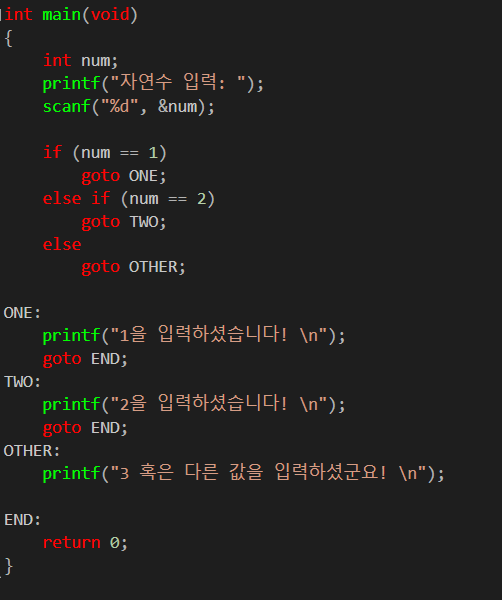 int main(void)
{
    int num;
    printf("자연수 입력: ");
    scanf("%d", &num);

    if (num == 1)
        goto ONE;
    else if (num == 2)
        goto TWO;
    else
        goto OTHER;

ONE:
    printf("1을 입력하셨습니다! \n");
    goto END;
TWO:
    printf("2을 입력하셨습니다! \n");
    goto END;
OTHER:
    printf("3 혹은 다른 값을 입력하셨군요! \n");

END:
    return 0;
}